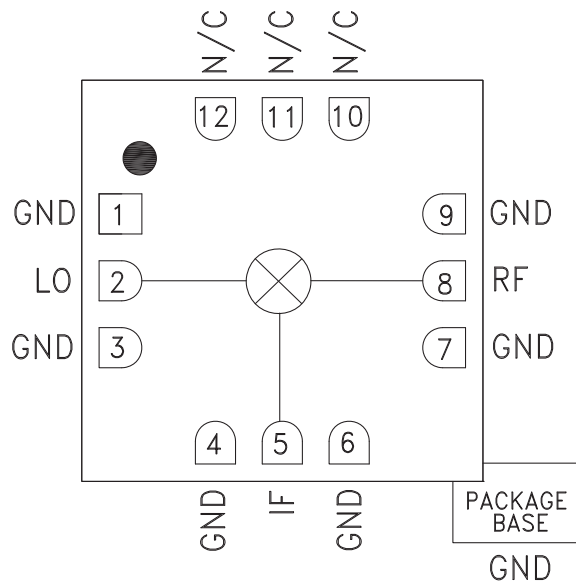 N/C N/C N/C
12 11 10
GND 1 9 GND
LO 2 8 RF
GND 3 7 GND
4 5 6
GND IF GND
PACKAGE
BASE
GND